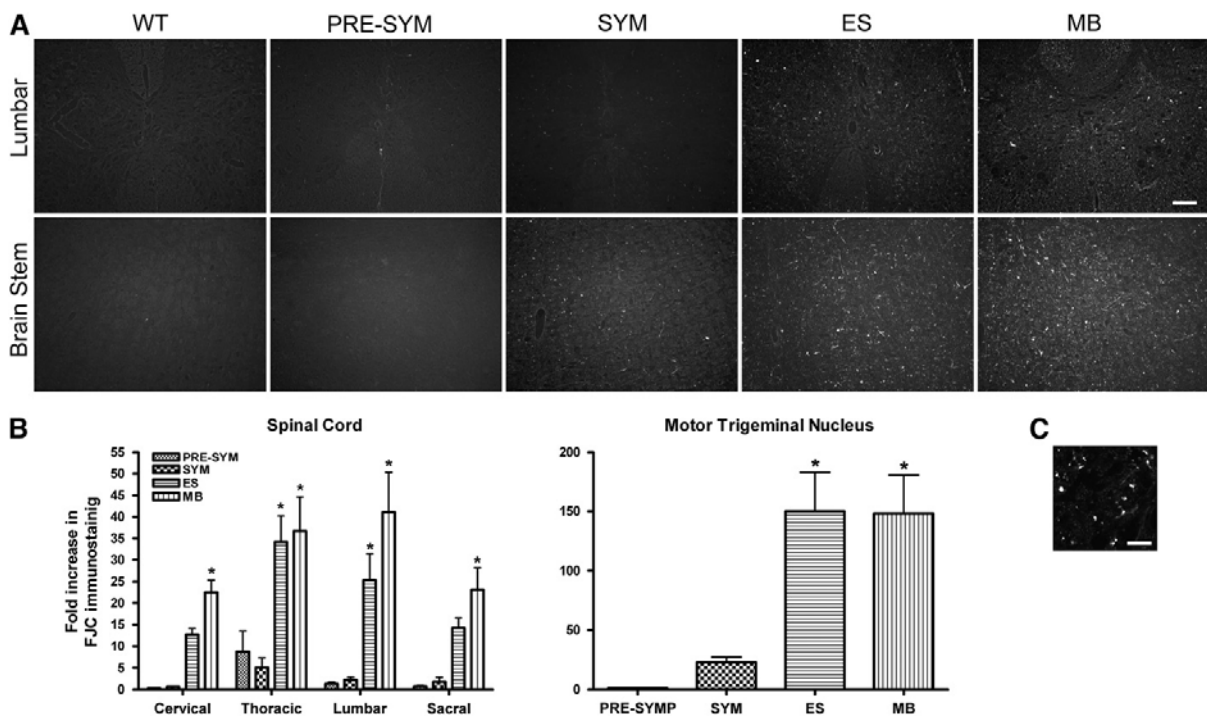 A
WT PRE-SYM SYM ES MB
Lumbar
Brain Stem
B
Spinal Cord
Fold increase in
FJC immunostainig
55
50
45
40
35
30
25
20
15
10
5
0
PRE-SYM
SYM
ES
MB
* * * * * *
Cervical Thoracic Lumbar Sacral
Motor Trigeminal Nucleus
200
150
100
50
0
* *
PRE-SYMP SYM ES MB
C